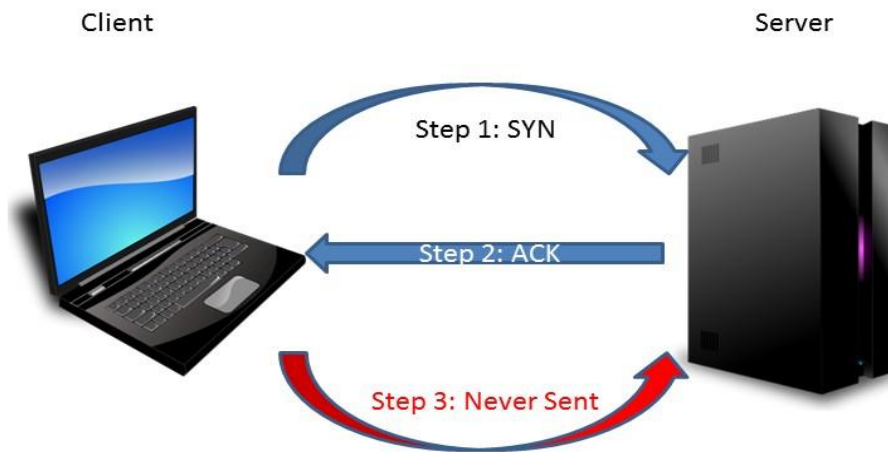 Client
Server
Step 1: SYN
Step 2: ACK
Step 3: Never Sent